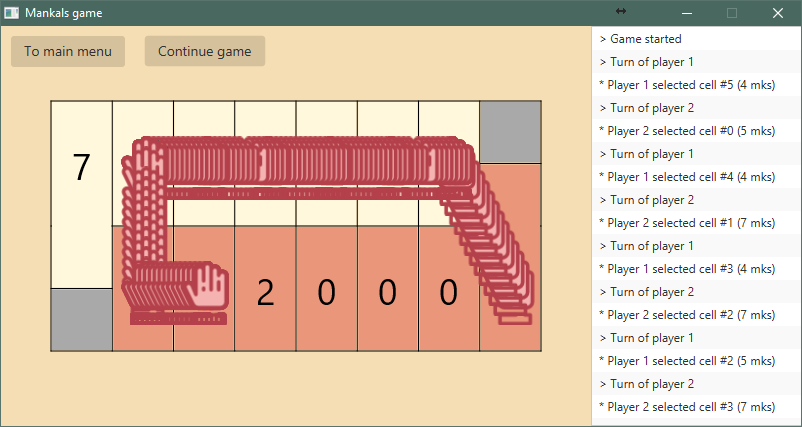 Mankals game
To main menu
Continue game
7
2
0
0
0
> Game started
> Turn of player 1
* Player 1 selected cell #5 (4 mks)
> Turn of player 2
* Player 2 selected cell #0 (5 mks)
> Turn of player 1
* Player 1 selected cell #4 (4 mks)
> Turn of player 2
* Player 2 selected cell #1 (7 mks)
> Turn of player 1
* Player 1 selected cell #3 (4 mks)
> Turn of player 2
* Player 2 selected cell #2 (7 mks)
> Turn of player 1
* Player 1 selected cell #2 (5 mks)
> Turn of player 2
* Player 2 selected cell #3 (7 mks)